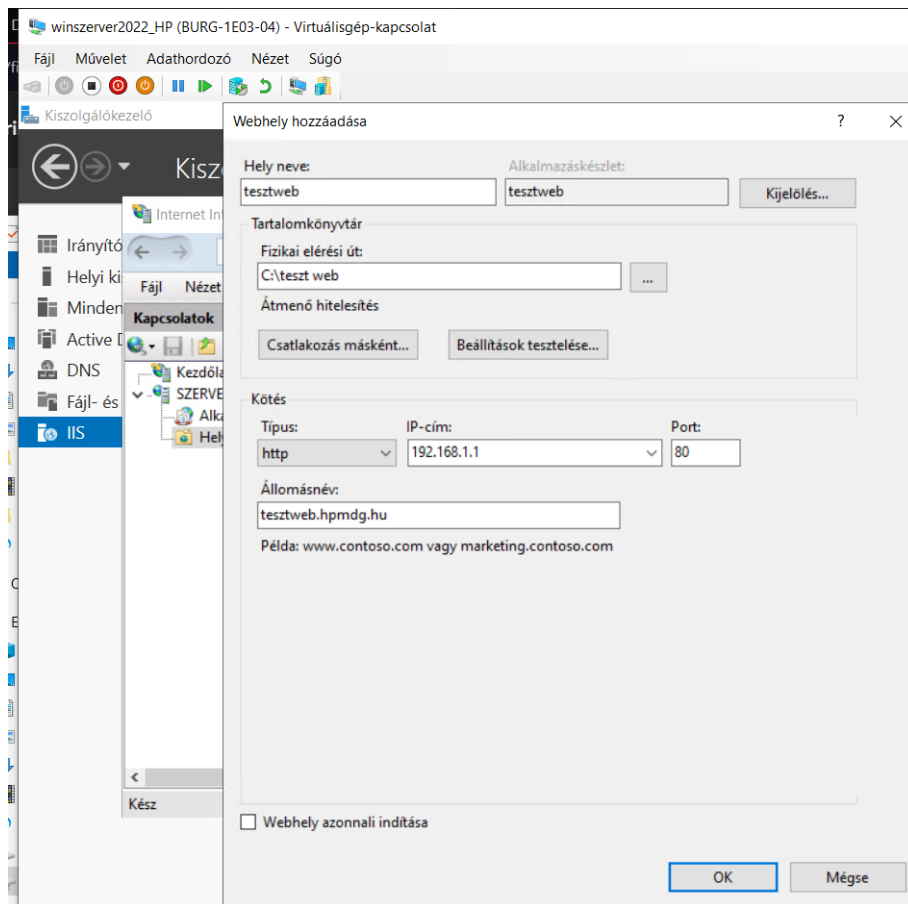 winszerver2022_HP (BURG-1E03-04) - Virtuálisgép-kapcsolat
Fájl Művelet Adathordozó Nézet Súgó
Kiszolgálókezelő
Webhely hozzáadása
? ×
Hely neve:
Alkalmazáskészlet:
tesztweb
tesztweb
Kijelölés...
Tartalomkönyvtár
Fizikai elérési út:
C:\teszt web
...
Átmenő hitelesítés
Csatlakozás másként...
Beállítások tesztelése...
Kötés
Típus:
IP-cím:
Port:
http
192.168.1.1
80
Állomásnév:
tesztweb.hpmdg.hu
Példa: www.contoso.com vagy marketing.contoso.com
Webhely azonnali indítása
OK
Mégse
Kisz
Internet In
Irányító
Helyi ki
Minden
Active D
DNS
Fájl- és
IIS
Fájl Nézet
Kapcsolatok
Kezdőla
SZERVE
Alka
Hely
Kész